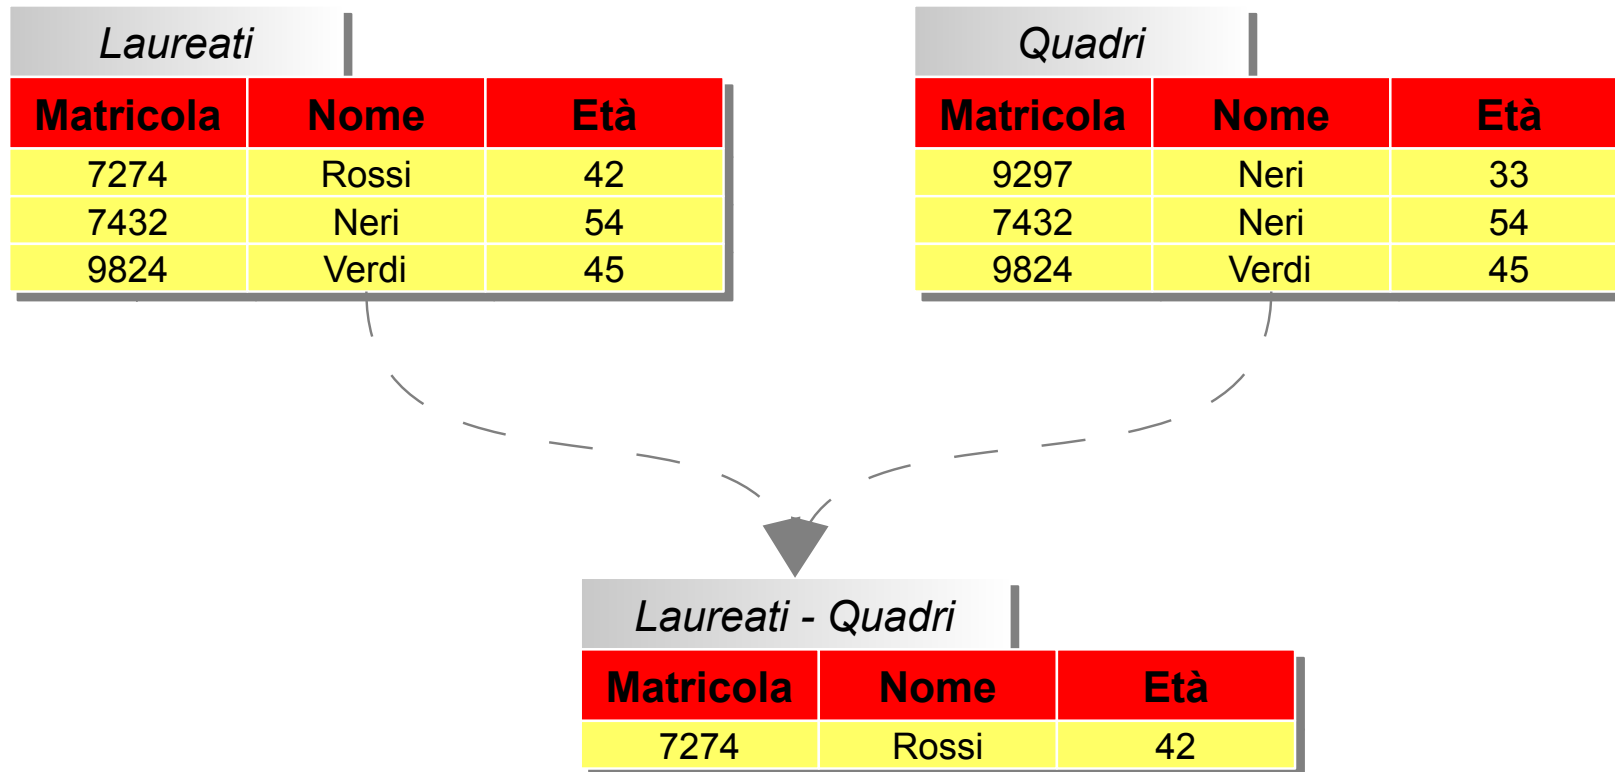 Laureati
Matricola Nome Età
7274 Rossi 42
7432 Neri 54
9824 Verdi 45
Quadri
Matricola Nome Età
9297 Neri 33
7432 Neri 54
9824 Verdi 45
Laureati - Quadri
Matricola Nome Età
7274 Rossi 42